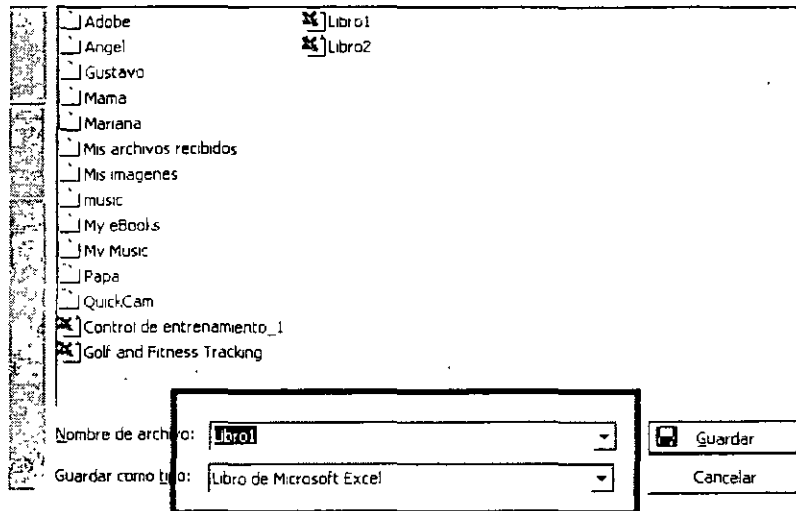 Adobe
Angel
Gustavo
Mama
Mariana
Mis archivos recibidos
Mis imagenes
music
My eBooks
My Music
Papa
QuickCam
Control de entrenamiento_1
Golf and Fitness Tracking
Libro1
Libro2
Nombre de archivo: Libro1
Guardar
Guardar como tipo: Libro de Microsoft Excel
Cancelar